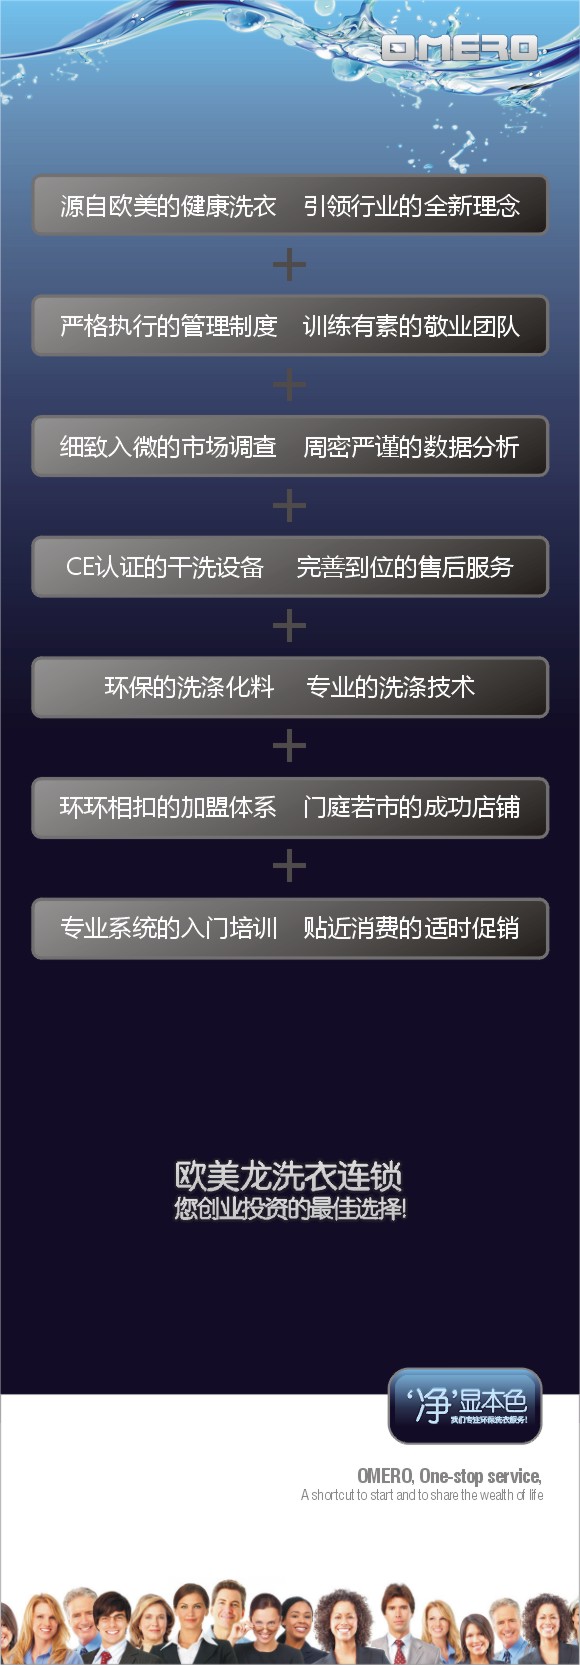 OMERO
源自欧美的健康洗衣 引领行业的全新理念
+
严格执行的管理制度 训练有素的敬业团队
+
细致入微的市场调查 周密严谨的数据分析
+
CE认证的干洗设备 完善到位的售后服务
+
环保的洗涤化料 专业的洗涤技术
+
环环相扣的加盟体系 门庭若市的成功店铺
+
专业系统的入门培训 贴近消费的适时促销
欧美龙洗衣连锁
您创业投资的最佳选择!
‘净’显本色
我们专注环保洗衣服务!
OMERO, One-stop service,
A shortcut to start and to share the wealth of life